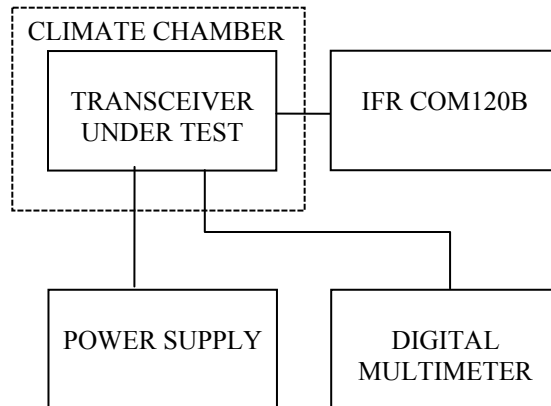 CLIMATE CHAMBER
TRANSCEIVER
UNDER TEST
IFR COM120B
POWER SUPPLY
DIGITAL
MULTIMETER